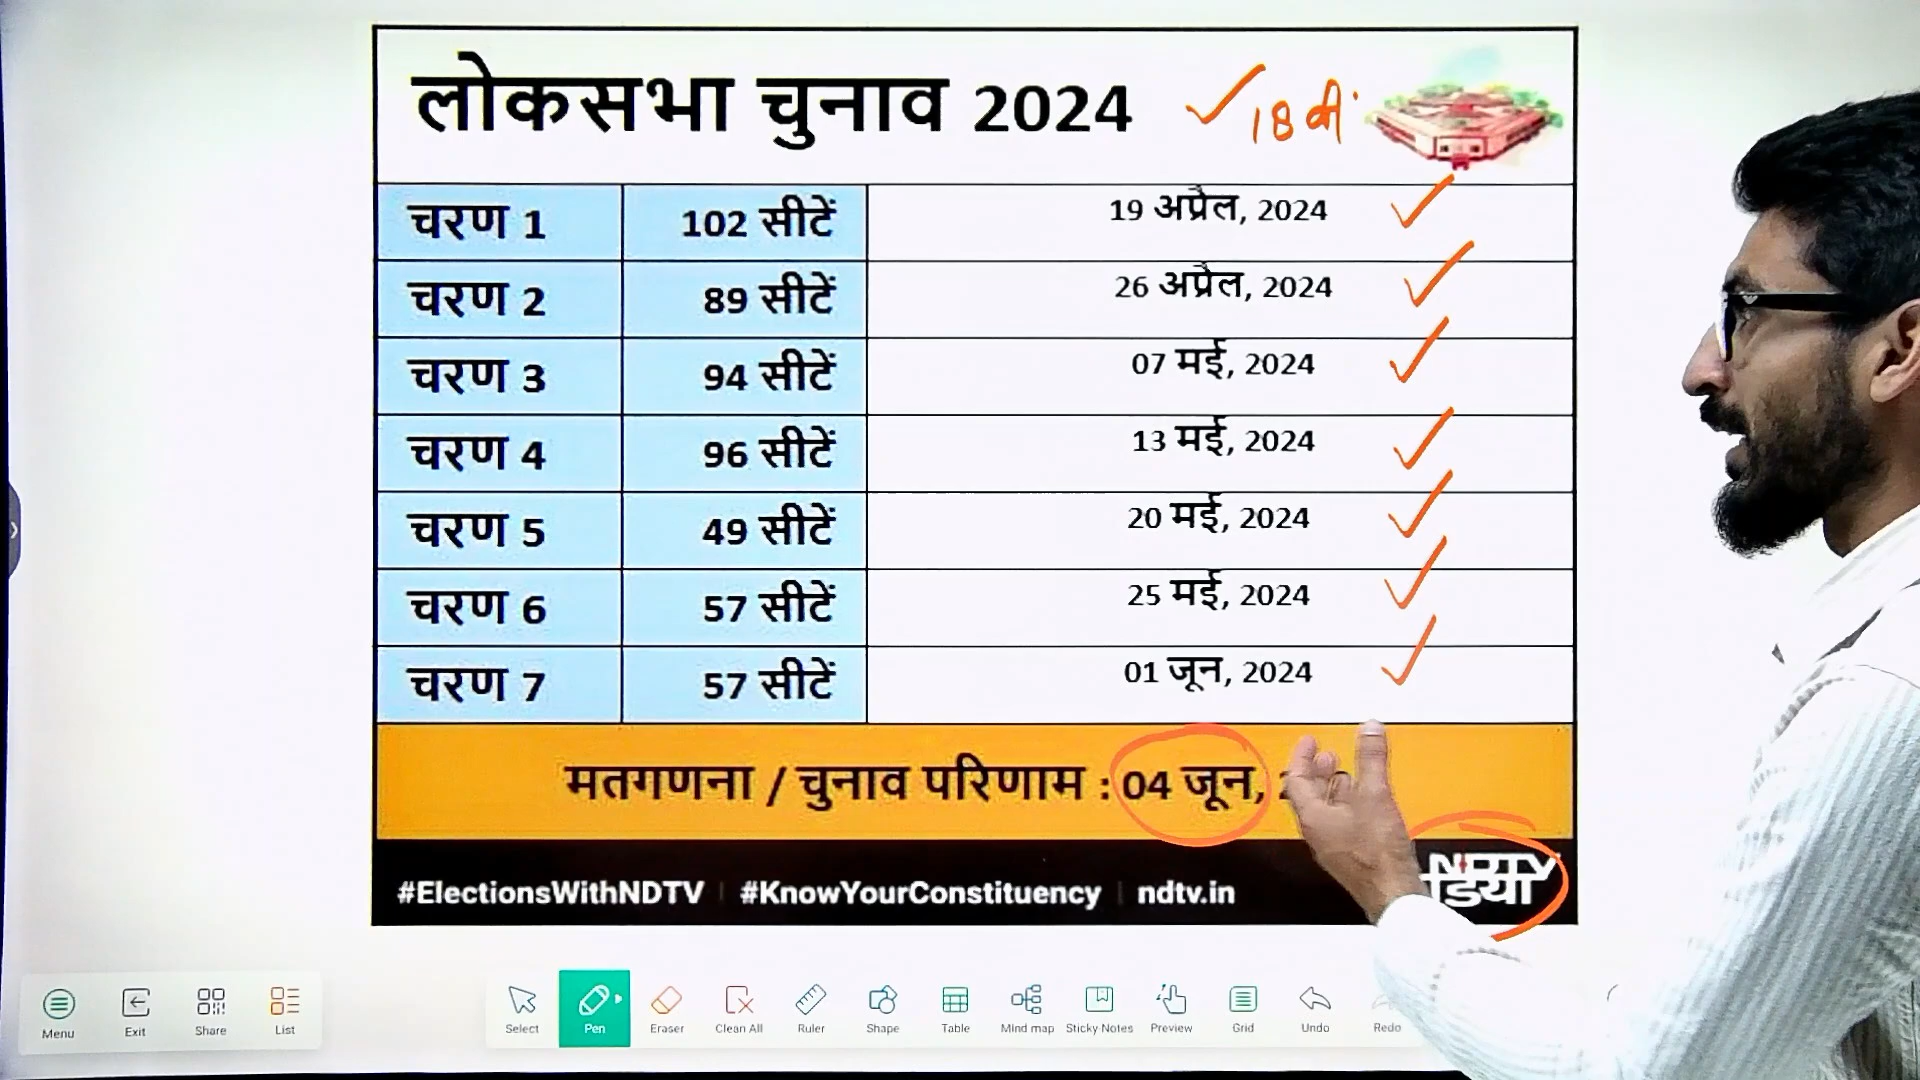 लोकसभा चुनाव 2024 18वीं
चरण 1 102 सीटें 19 अप्रैल, 2024
चरण 2 89 सीटें 26 अप्रैल, 2024
चरण 3 94 सीटें 07 मई, 2024
चरण 4 96 सीटें 13 मई, 2024
चरण 5 49 सीटें 20 मई, 2024
चरण 6 57 सीटें 25 मई, 2024
चरण 7 57 सीटें 01 जून, 2024
मतगणना / चुनाव परिणाम : 04 जून,
#ElectionsWithNDTV | #KnowYourConstituency | ndtv.in
NDTV
Menu Exit Share List Select Pen Eraser Clean All Ruler Shape Table Mind map Sticky Notes Preview Grid Undo Redo